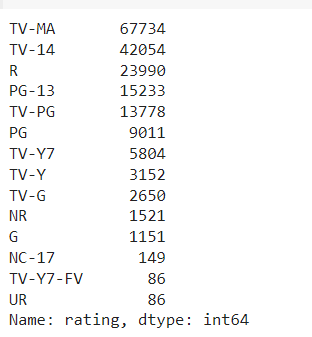 TV-MA 67734
TV-14 42054
R 23990
PG-13 15233
TV-PG 13778
PG 9011
TV-Y7 5804
TV-Y 3152
TV-G 2650
NR 1521
G 1151
NC-17 149
TV-Y7-FV 86
UR 86
Name: rating, dtype: int64